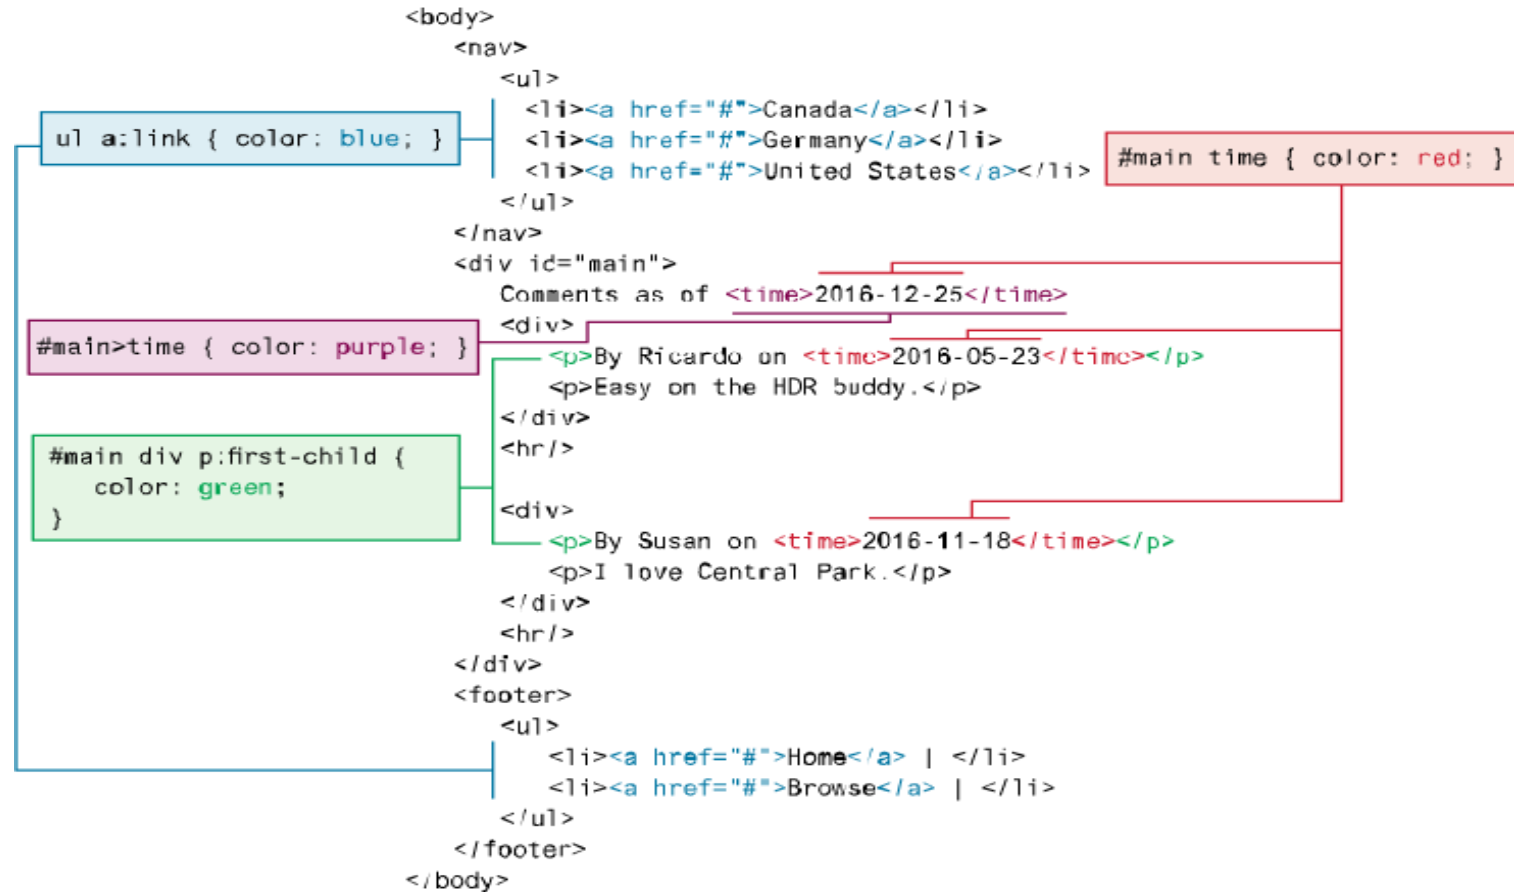 <body>
<nav>
<ul>
<li><a href="#">Canada</a></li>
ul a:link { color: blue; }
<li><a href="#">Germany</a></li>
#main time { color: red; }
<li><a href="#">United States</a></li>
</ul>
</nav>
<div id="main">
Comments as of <time>2016-12-25</time>
<div>
#main>time { color: purple; }
<p>By Ricardo on <time>2016-05-23</time></p>
<p>Easy on the HDR buddy.</p>
</div>
<hr/>
#main div p:first-child {
color: green;
}
<div>
<p>By Susan on <time>2016-11-18</time></p>
<p>I love Central Park.</p>
</div>
<hr/>
</div>
<footer>
<ul>
<li><a href="#">Home</a> | </li>
<li><a href="#">Browse</a> | </li>
</ul>
</footer>
</body>